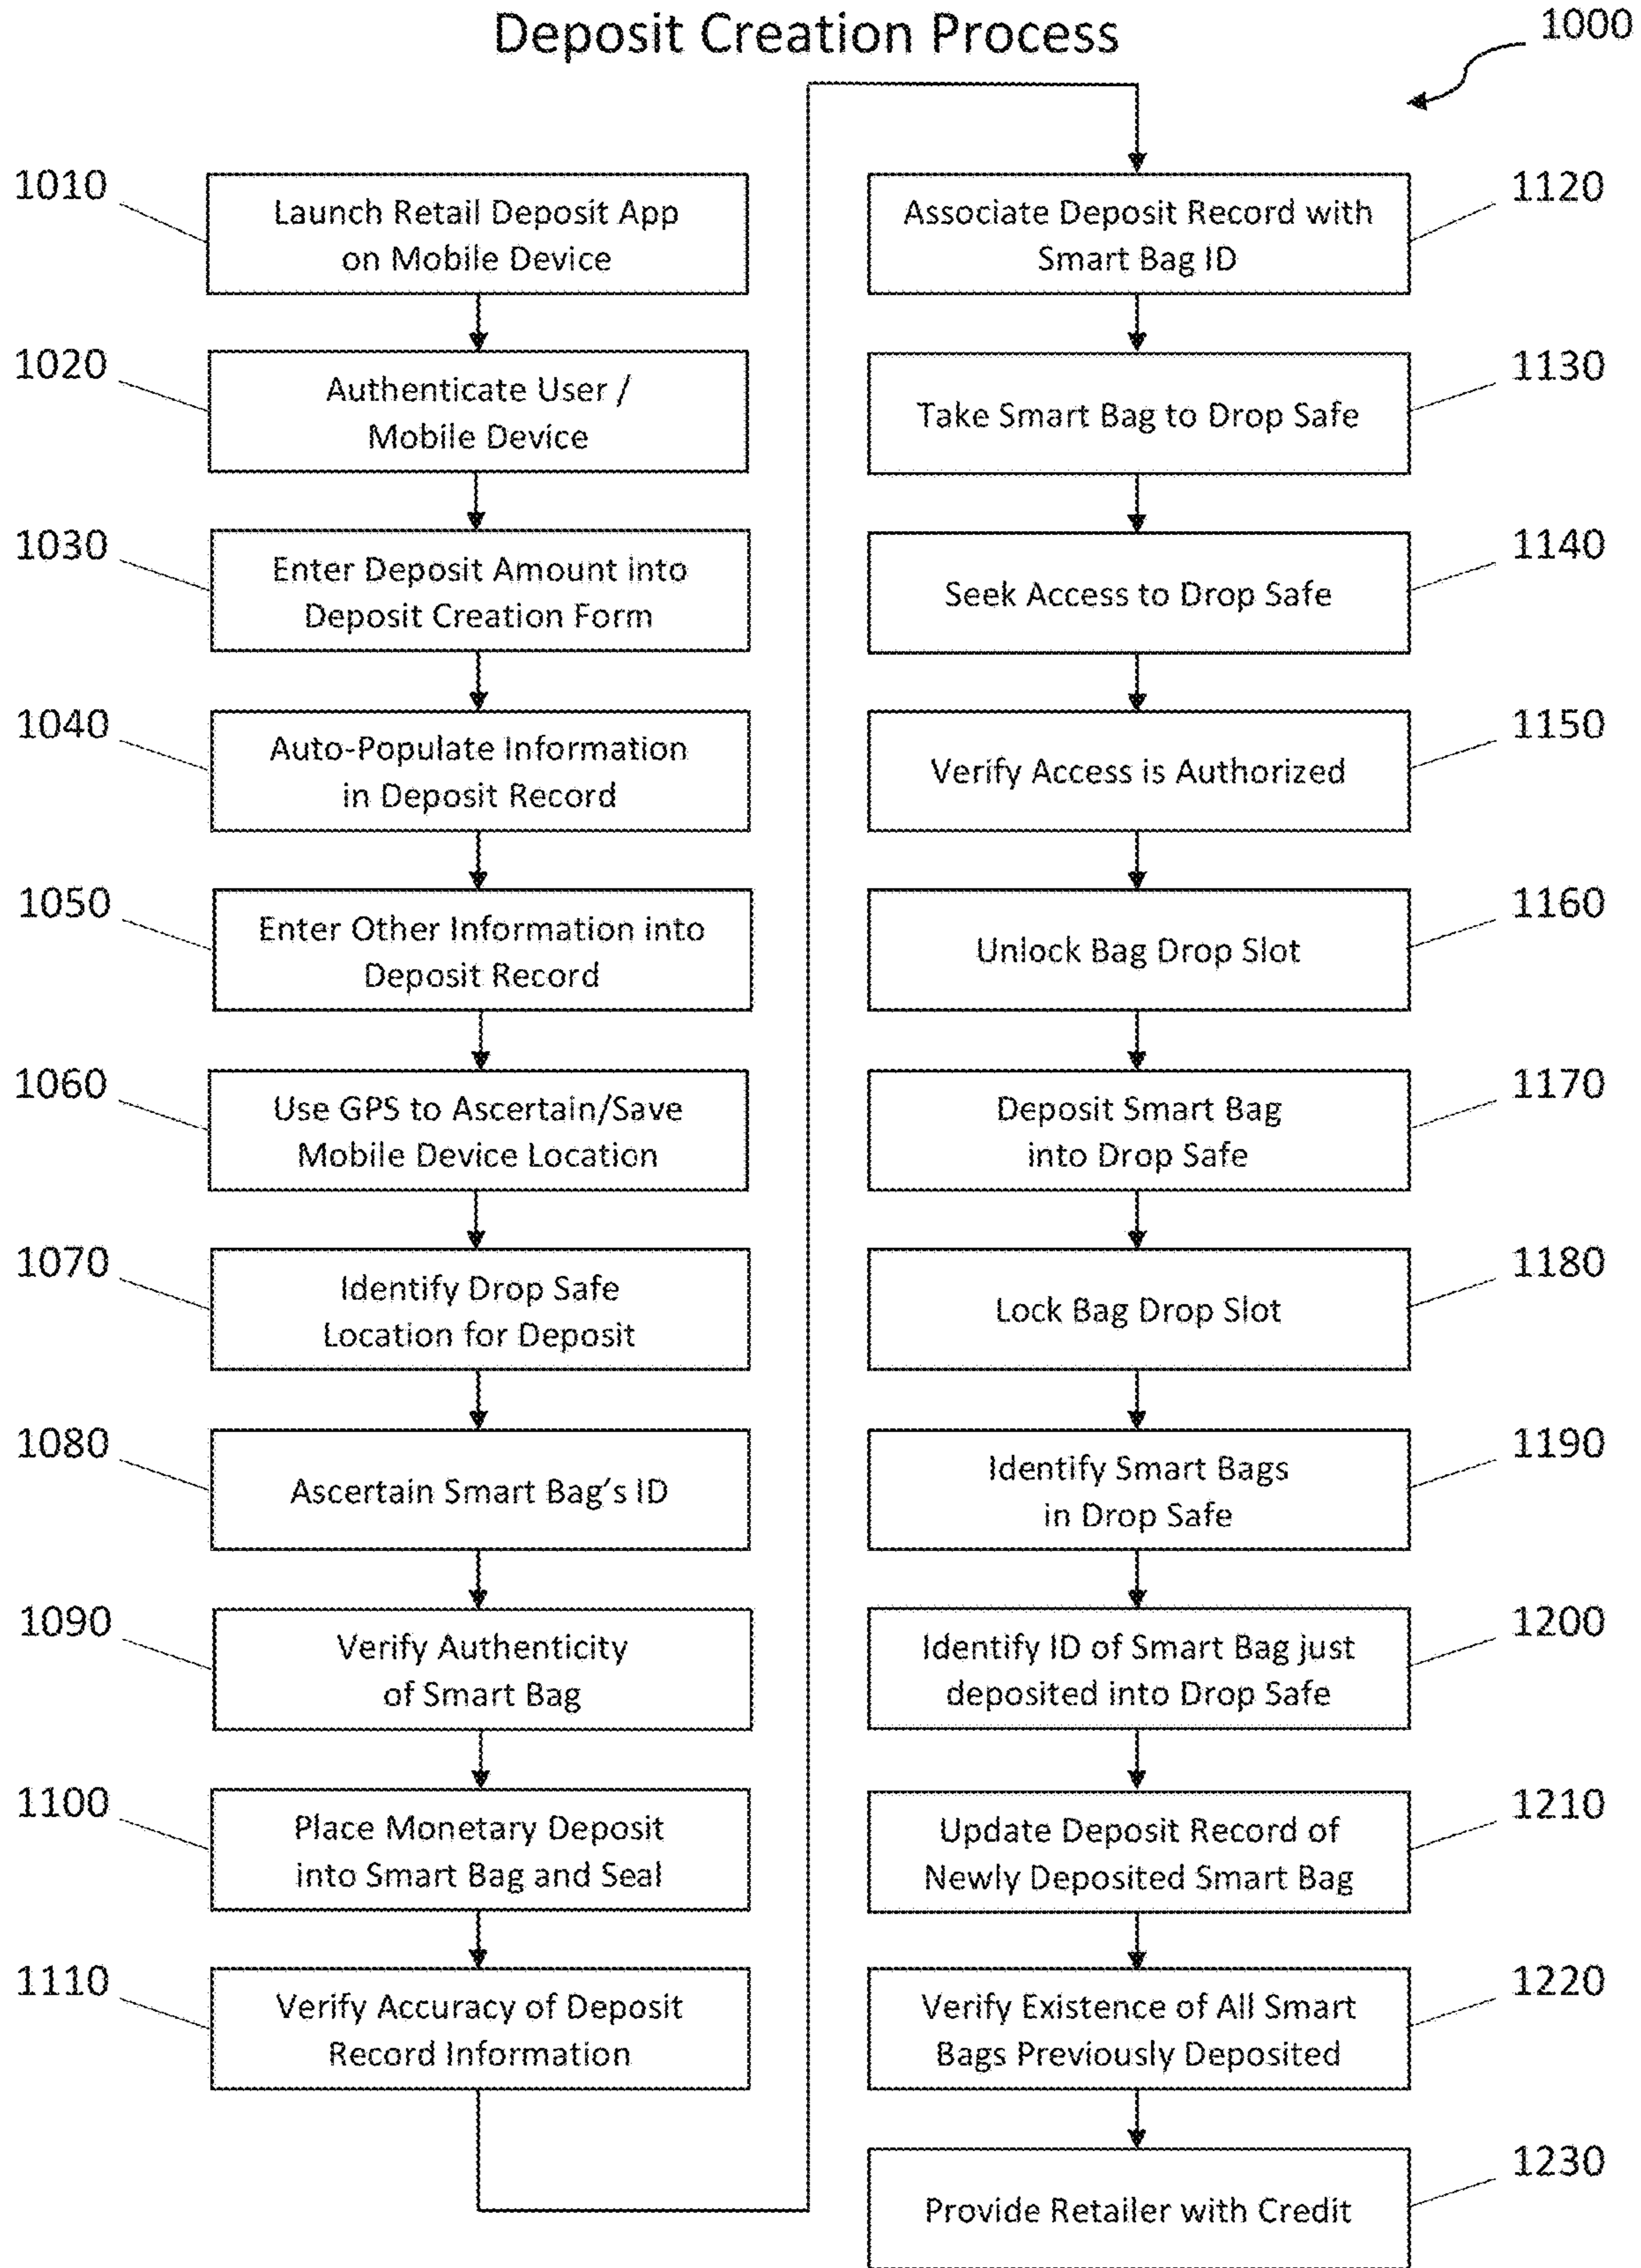 Deposit Creation Process
1000
1010
Launch Retail Deposit App
on Mobile Device
1020
Authenticate User /
Mobile Device
1030
Enter Deposit Amount into
Deposit Creation Form
1040
Auto-Populate Information
in Deposit Record
1050
Enter Other Information into
Deposit Record
1060
Use GPS to Ascertain/Save
Mobile Device Location
1070
Identify Drop Safe
Location for Deposit
1080
Ascertain Smart Bag's ID
1090
Verify Authenticity
of Smart Bag
1100
Place Monetary Deposit
into Smart Bag and Seal
1110
Verify Accuracy of Deposit
Record Information
1120
Associate Deposit Record with
Smart Bag ID
1130
Take Smart Bag to Drop Safe
1140
Seek Access to Drop Safe
1150
Verify Access is Authorized
1160
Unlock Bag Drop Slot
1170
Deposit Smart Bag
into Drop Safe
1180
Lock Bag Drop Slot
1190
Identify Smart Bags
in Drop Safe
1200
Identify ID of Smart Bag just
deposited into Drop Safe
1210
Update Deposit Record of
Newly Deposited Smart Bag
1220
Verify Existence of All Smart
Bags Previously Deposited
1230
Provide Retailer with Credit